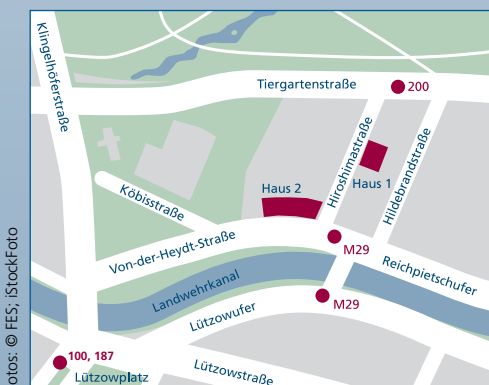 Klingelhöferstraße
Tiergartenstraße
200
Hiroshimastraße
Haus 1
Hildebrandstraße
Haus 2
Köbisstraße
Von-der-Heydt-Straße
M29
Reichpietschufer
Landwehrkanal
M29
Lützowufer
100, 187
Lützowplatz
Lützowstraße
otos: © FES; iStockFoto